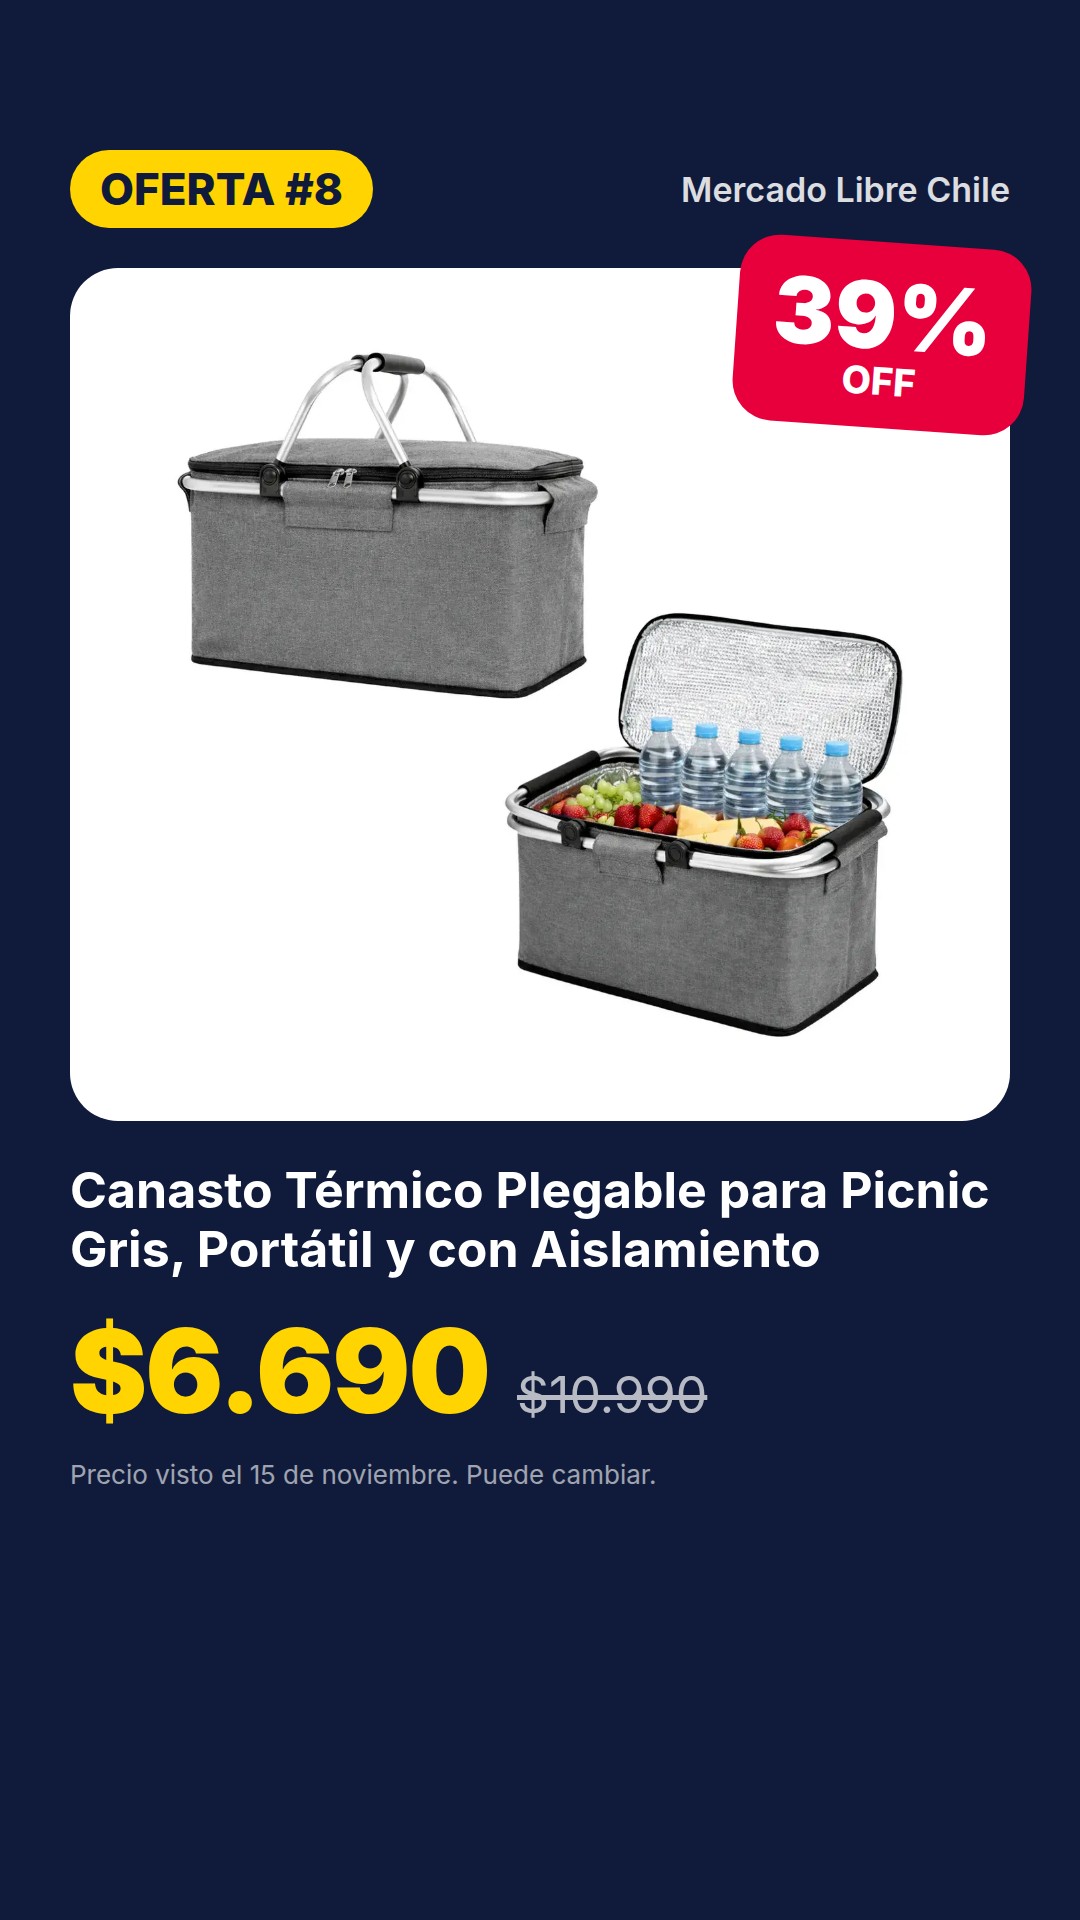 OFERTA #8
Mercado Libre Chile
39%
OFF
Canasto Térmico Plegable para Picnic
Gris, Portátil y con Aislamiento
$6.690 $10.990
Precio visto el 15 de noviembre. Puede cambiar.